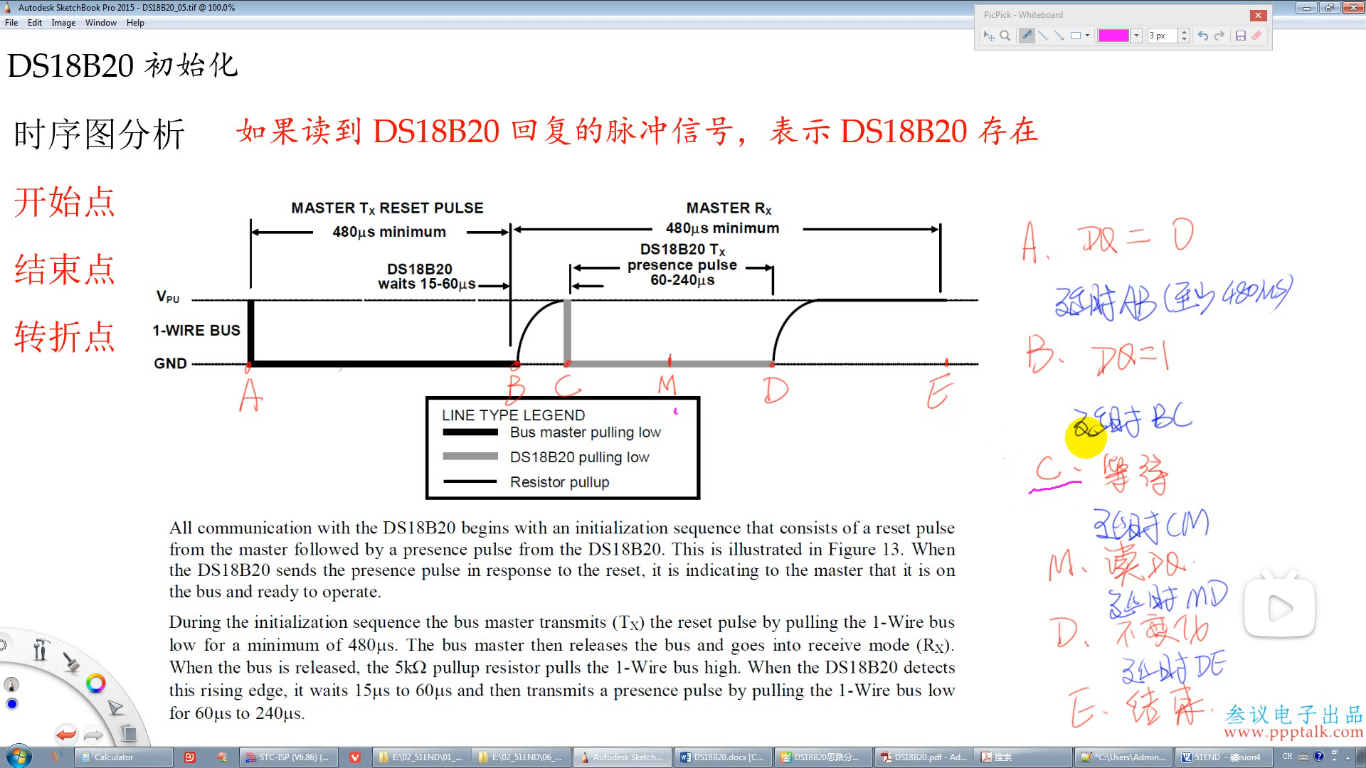 Autodesk SketchBook Pro 2015 - DS18B20_05.tif @ 100.0%
File Edit Image Window Help
PicPick - Whiteboard
3 px
DS18B20 初始化
时序图分析
如果读到 DS18B20 回复的脉冲信号，表示 DS18B20 存在
开始点
结束点
转折点
MASTER TX RESET PULSE
480µs minimum
MASTER RX
480µs minimum
DS18B20 TX
presence pulse
60-240µs
DS18B20
waits 15-60µs
VPU
1-WIRE BUS
GND
A B C M D E
LINE TYPE LEGEND
Bus master pulling low
DS18B20 pulling low
Resistor pullup
A. DQ = 0
延时AB(至少480µs)
B. DQ=1
延时BC
C. 等待
延时CM
M. 读DQ.
延时MD
D. 不变化
延时DE
E. 结束.
All communication with the DS18B20 begins with an initialization sequence that consists of a reset pulse
from the master followed by a presence pulse from the DS18B20. This is illustrated in Figure 13. When
the DS18B20 sends the presence pulse in response to the reset, it is indicating to the master that it is on
the bus and ready to operate.
During the initialization sequence the bus master transmits (TX) the reset pulse by pulling the 1-Wire bus
low for a minimum of 480µs. The bus master then releases the bus and goes into receive mode (RX).
When the bus is released, the 5kΩ pullup resistor pulls the 1-Wire bus high. When the DS18B20 detects
this rising edge, it waits 15µs to 60µs and then transmits a presence pulse by pulling the 1-Wire bus low
for 60µs to 240µs.
叁议电子出品
www.ppptalk.com
Calculator
STC-ISP (V6.86) (...
E:\02_51END\01_...
E:\02_51END\06_...
Autodesk Sketch...
DS18B20.docx [C...
DS18B20思路分...
DS18B20.pdf - Ad...
搜索
*C:\Users\Admin...
51END - 礦ision4
CH